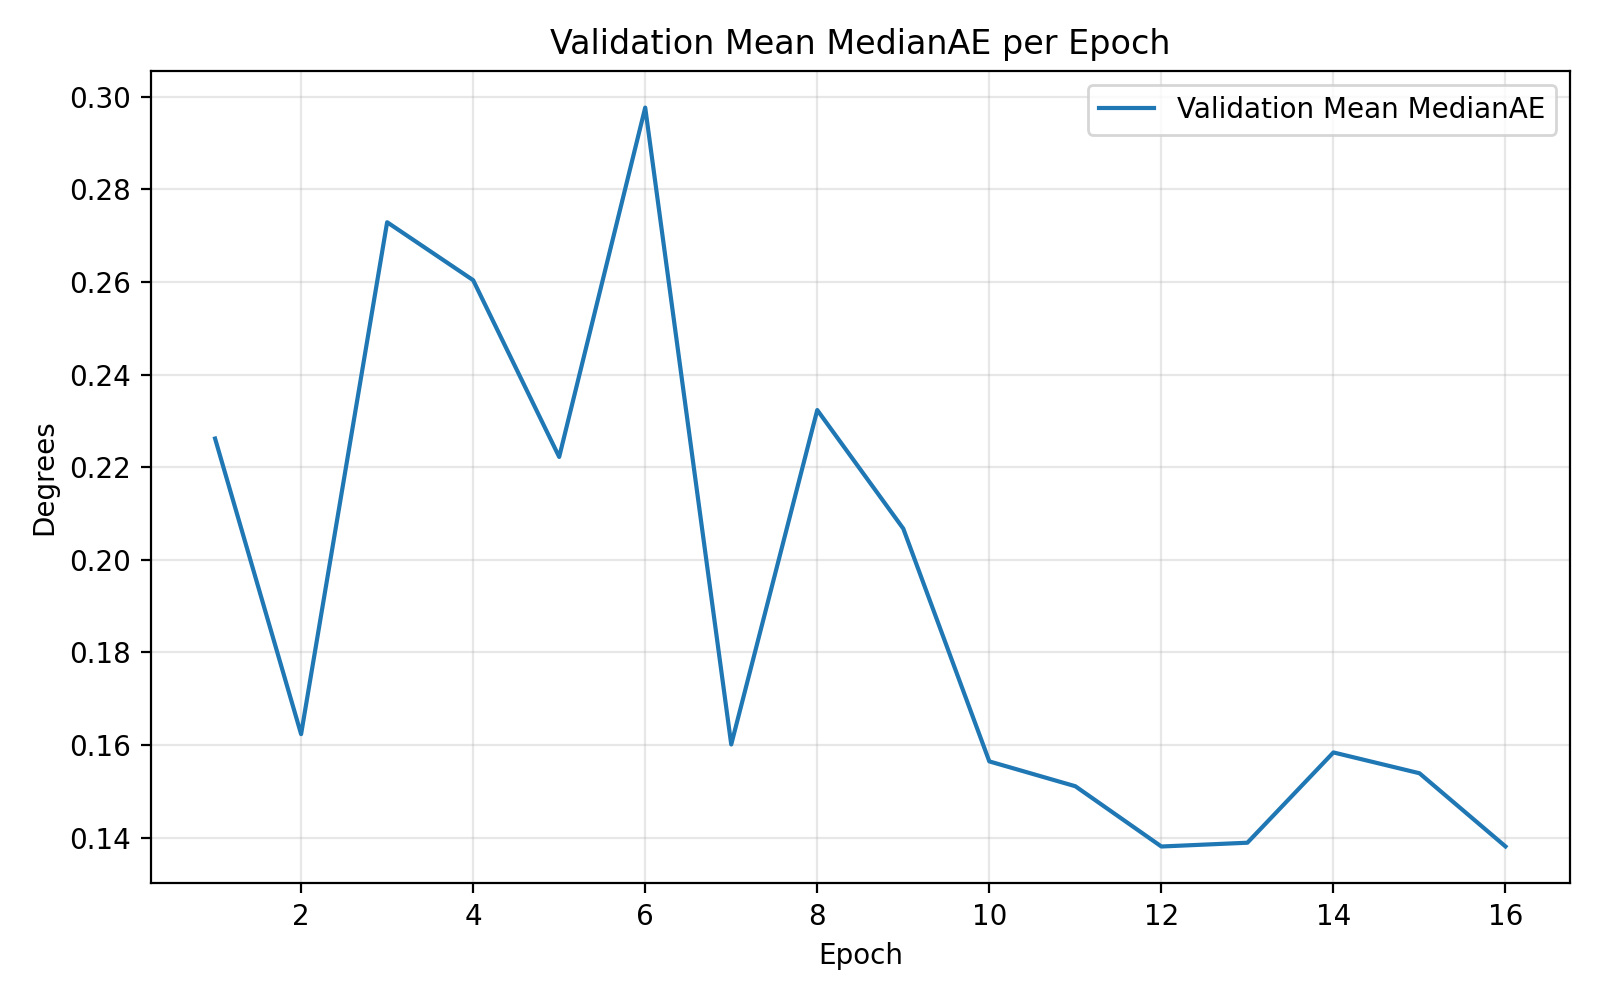 Validation Mean MedianAE per Epoch
Validation Mean MedianAE
0.30
0.28
0.26
0.24
0.22
0.20
0.18
0.16
0.14
Degrees
2 4 6 8 10 12 14 16
Epoch